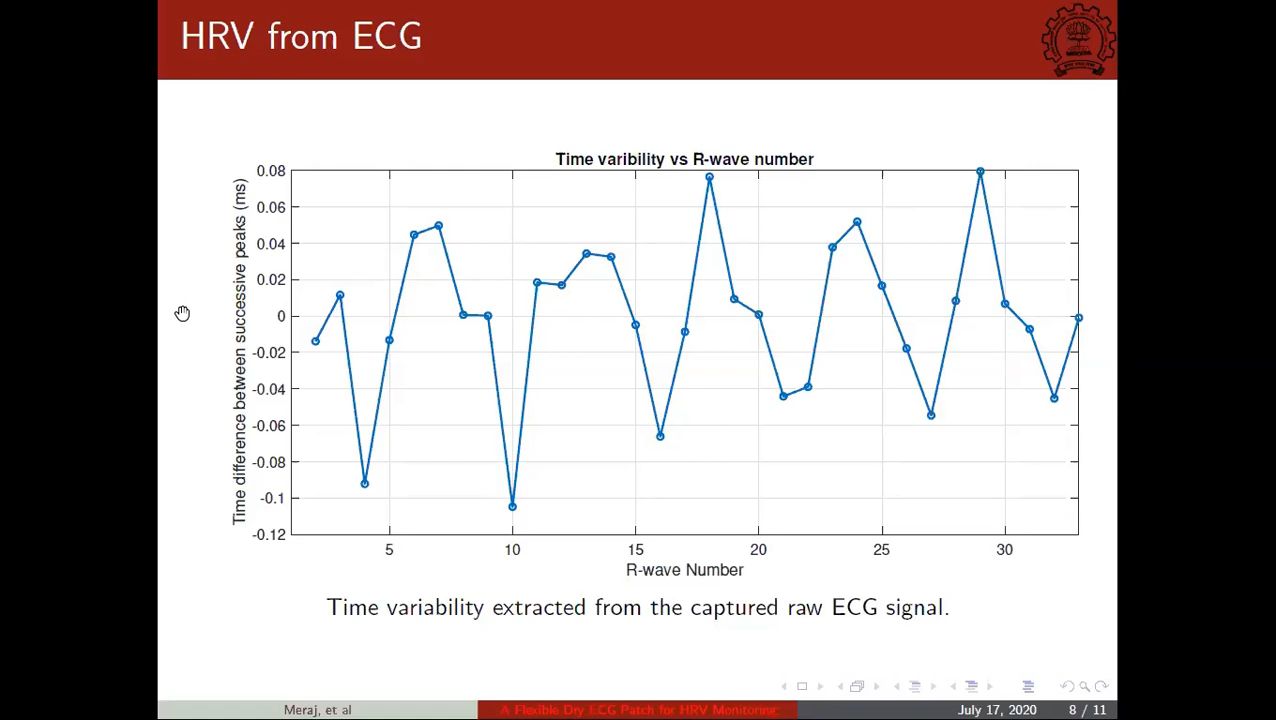 HRV from ECG
Time varibility vs R-wave number
Time difference between successive peaks (ms)
0.08
0.06
0.04
0.02
0
-0.02
-0.04
-0.06
-0.08
-0.1
-0.12
5 10 15 20 25 30
R-wave Number
Time variability extracted from the captured raw ECG signal.
Meraj, et al A Flexible Dry ECG Patch for HRV Monitoring July 17, 2020 8 / 11